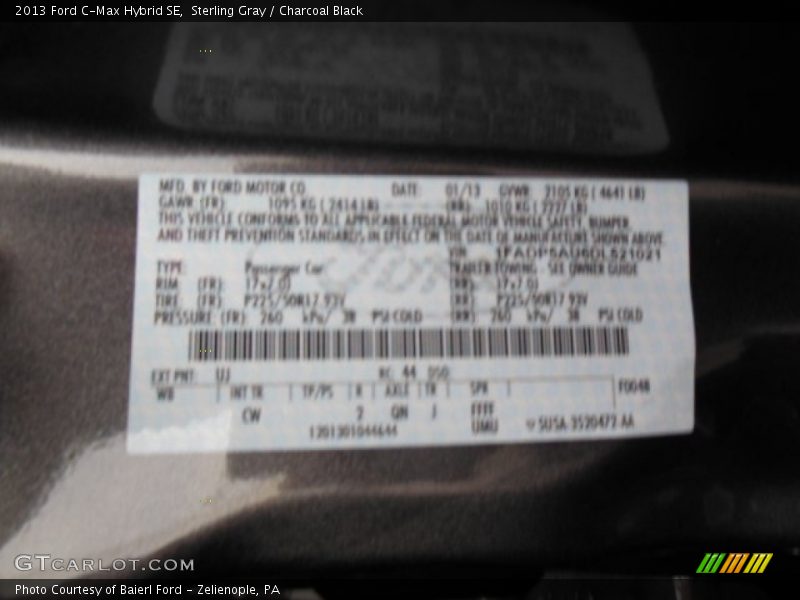 2013 Ford C-Max Hybrid SE, Sterling Gray / Charcoal Black
MFD. BY FORD MOTOR CO. DATE: 01/13 GVWR: 2105 KG ( 4641 LB)
GAWR (FR): 1095 KG ( 2414 LB) (RR): 1010 KG ( 2227 LB)
THIS VEHICLE CONFORMS TO ALL APPLICABLE FEDERAL MOTOR VEHICLE SAFETY, BUMPER,
AND THEFT PREVENTION STANDARDS IN EFFECT ON THE DATE OF MANUFACTURE SHOWN ABOVE.
VIN: 1FADP5AU6DL521021
TYPE: Passenger Car TRAILER TOWING - SEE OWNER GUIDE
RIM (FR): 17x7.0J (RR): 17x7.0J
TIRE: (FR): P225/50R17 93V (RR): P225/50R17 93V
PRESSURE: (FR): 260 kPa/ 38 PSI COLD (RR): 260 kPa/ 38 PSI COLD
EXT PNT: UJ RC: 44 DSO:
WB INT TR TP/PS R AXLE TR SPR F0048
CW 2 QN J FFFF
UMU
1201301044644
GTCARLOT.COM
Photo Courtesy of Baierl Ford - Zelienople, PA